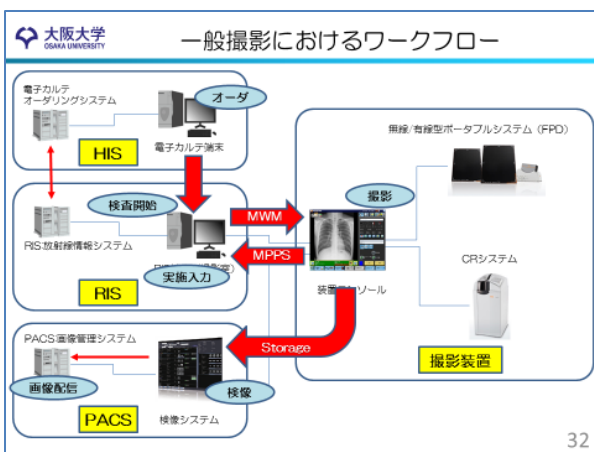 大阪大学
OSAKA UNIVERSITY
一般撮影におけるワークフロー
電子カルテ
オーダリングシステム
オーダ
電子カルテ端末
HIS
検査開始
RIS:放射線情報システム
実施入力
RIS
MWM
MPPS
撮影
無線/有線型ポータブルシステム（FPD）
CRシステム
撮影装置
Storage
PACS:画像管理システム
画像配信
検像
検像システム
PACS
32